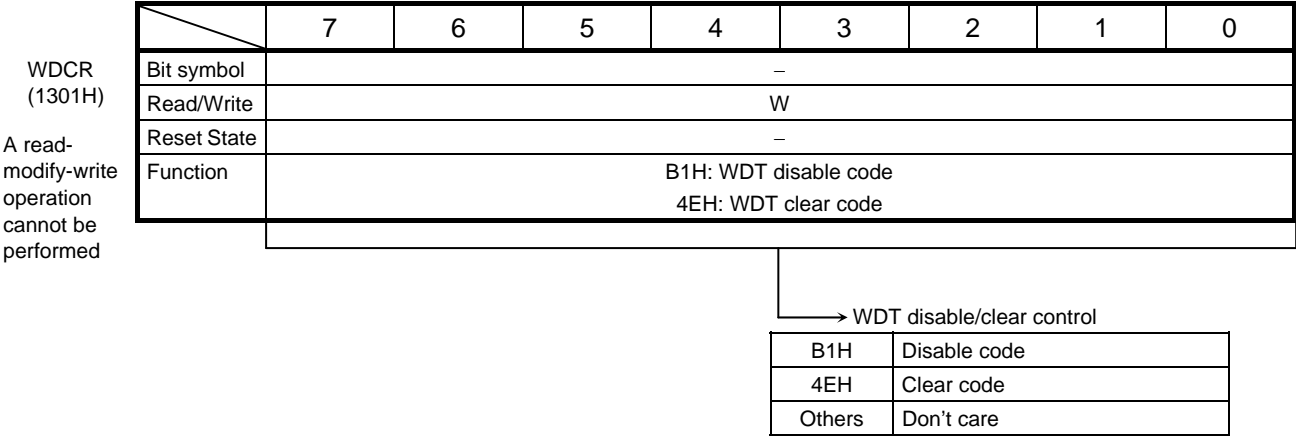 7 6 5 4 3 2 1 0
WDCR
(1301H)
A read-
modify-write
operation
cannot be
performed
Bit symbol –
Read/Write W
Reset State –
Function B1H: WDT disable code
4EH: WDT clear code
WDT disable/clear control
B1H Disable code
4EH Clear code
Others Don't care